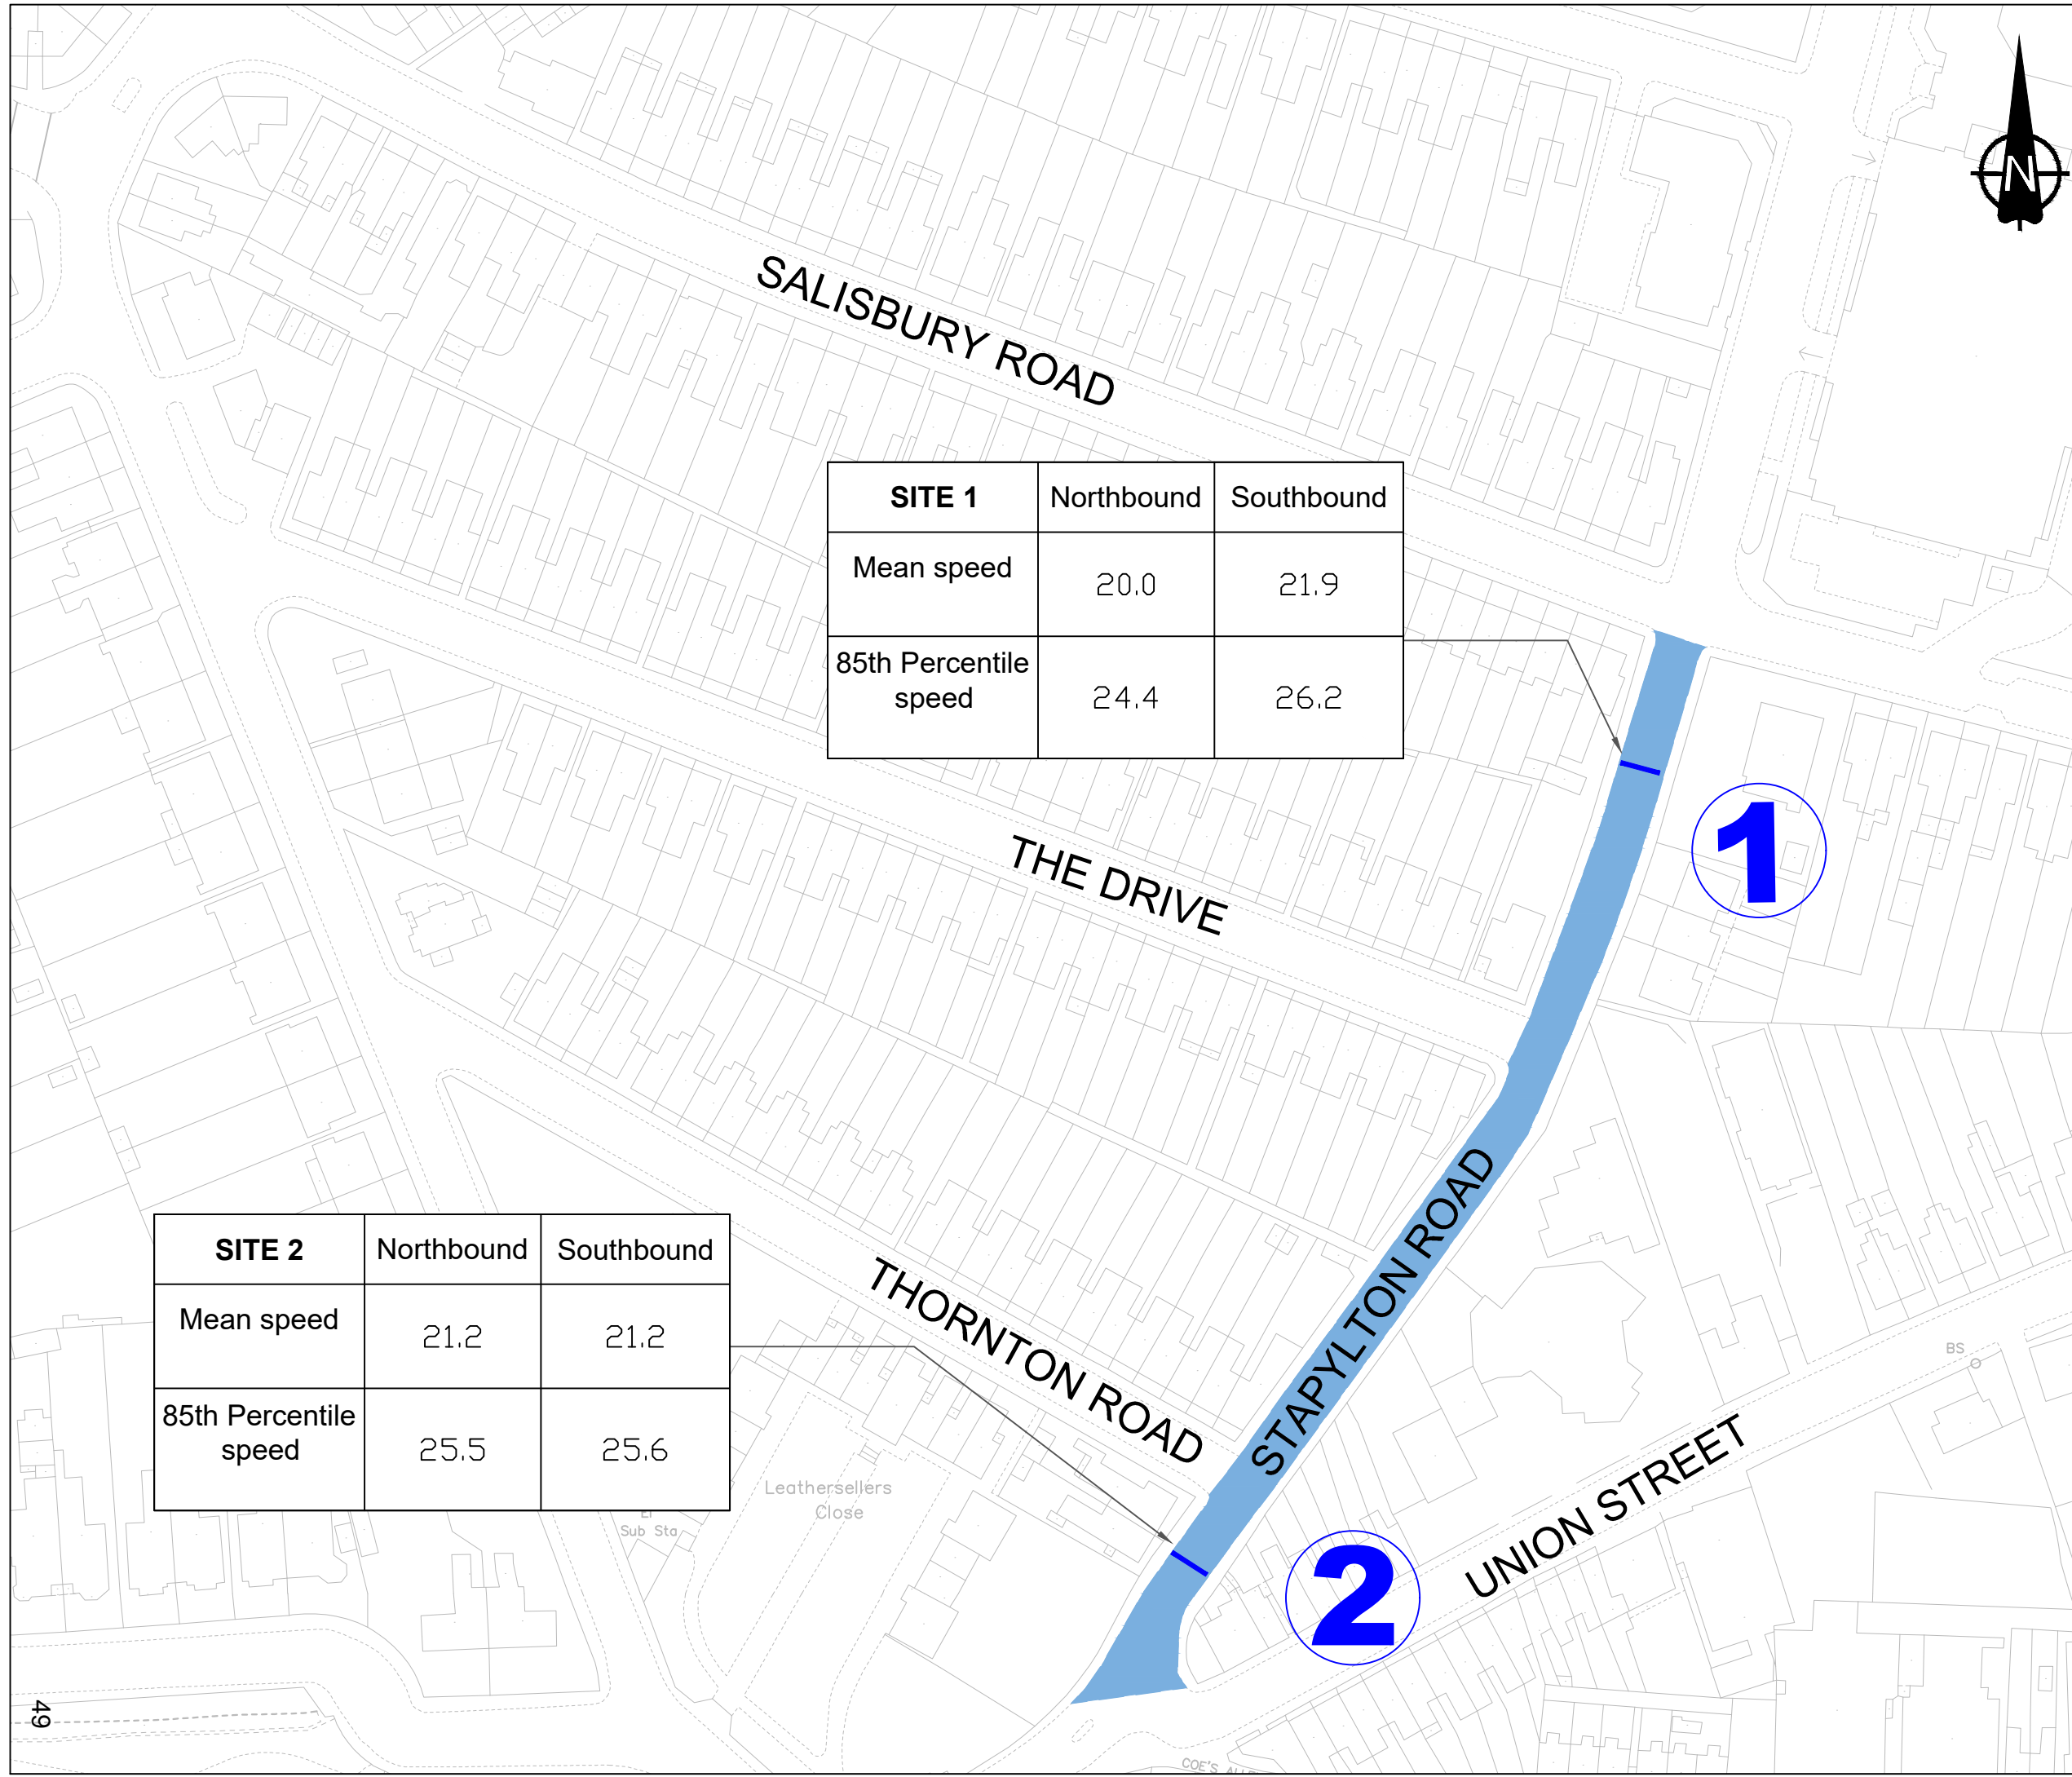 N
SALISBURY ROAD
SITE 1 Northbound Southbound
Mean speed 20.0 21.9
85th Percentile
speed 24.4 26.2
1
THE DRIVE
STAPYLTON ROAD
SITE 2 Northbound Southbound
Mean speed 21.2 21.2
85th Percentile
speed 25.5 25.6
THORNTON ROAD
BS
UNION STREET
Leathersellers
Close
El
Sub Sta
2
49
COE'S